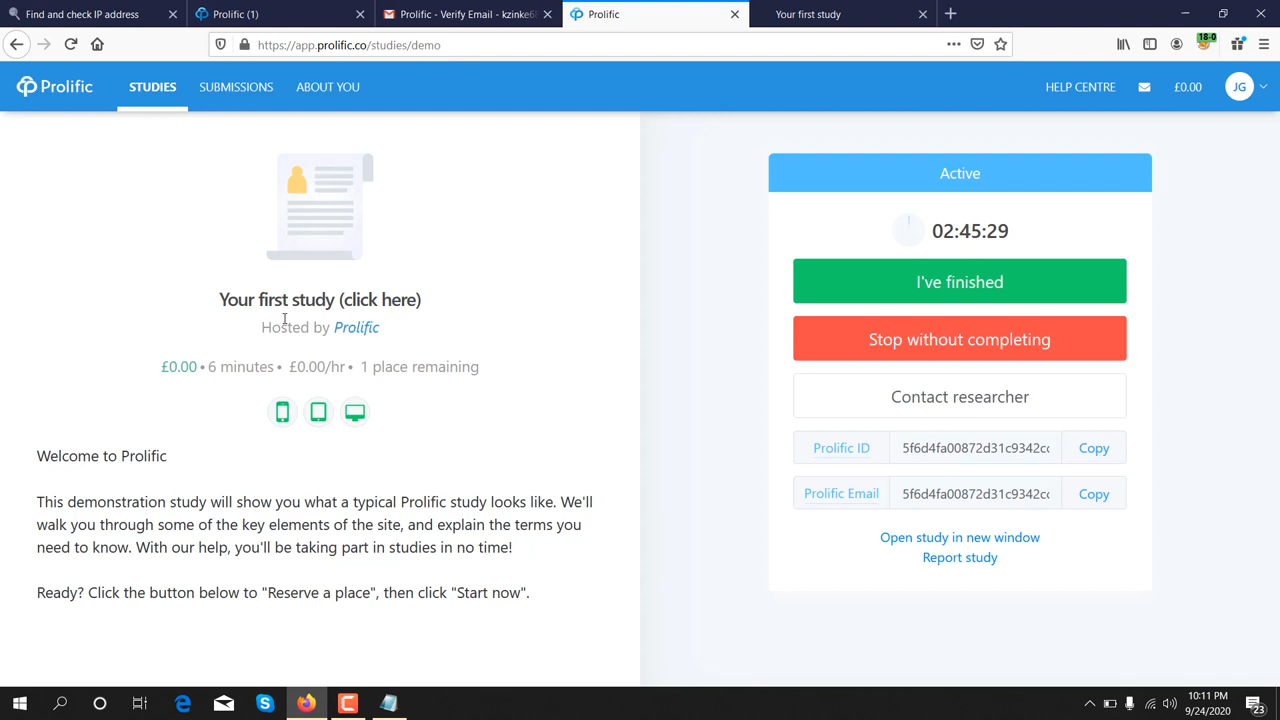 Find and check IP address
Prolific (1)
Prolific - Verify Email - kzinke6
Prolific
Your first study
https://app.prolific.co/studies/demo
18-0
Prolific
STUDIES
SUBMISSIONS
ABOUT YOU
HELP CENTRE
£0.00
JG
Your first study (click here)
Hosted by Prolific
£0.00 • 6 minutes • £0.00/hr • 1 place remaining
Welcome to Prolific
This demonstration study will show you what a typical Prolific study looks like. We'll
walk you through some of the key elements of the site, and explain the terms you
need to know. With our help, you'll be taking part in studies in no time!
Ready? Click the button below to "Reserve a place", then click "Start now".
Active
02:45:29
I've finished
Stop without completing
Contact researcher
Prolific ID
5f6d4fa00872d31c9342cc
Copy
Prolific Email
5f6d4fa00872d31c9342cc
Copy
Open study in new window
Report study
10:11 PM
9/24/2020
23